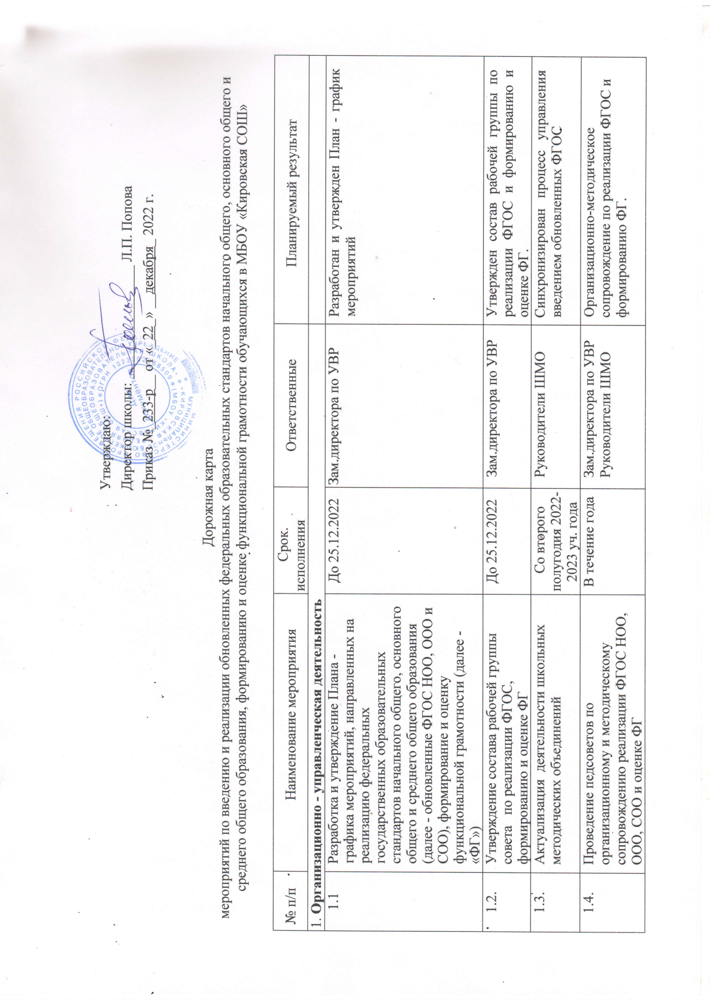 Утверждаю:
Директор школы: Л.П. Попова
Приказ № 233-р от « 22 » декабря 2022 г.
Дорожная карта
мероприятий по введению и реализации обновленных федеральных образовательных стандартов начального общего, основного общего и
среднего общего образования, формированию и оценке функциональной грамотности обучающихся в МБОУ «Кировская СОШ»
№ п/п
Наименование мероприятия
Срок.
исполнения
Ответственные
Планируемый результат
1. Организационно - управленческая деятельность
1.1
Разработка и утверждение Плана -
графика мероприятий, направленных на
реализацию федеральных
государственных образовательных
стандартов начального общего, основного
общего и среднего общего образования
(далее - обновленные ФГОС НОО, ООО и
СОО), формирование и оценку
функциональной грамотности (далее -
«ФГ»)
До 25.12.2022
Зам.директора по УВР
Разработан и утвержден План - график
мероприятий
1.2.
Утверждение состава рабочей группы
совета по реализации ФГОС,
формированию и оценке ФГ
До 25.12.2022
Зам.директора по УВР
Утвержден состав рабочей группы по
реализации ФГОС и формированию и
оценке ФГ.
1.3.
Актуализация деятельности школьных
методических объединений
Со второго
полугодия 2022-
2023 уч. года
Руководители ШМО
Синхронизирован процесс управления
введением обновленных ФГОС
1.4.
Проведение педсоветов по
организационному и методическому
сопровождению реализации ФГОС НОО,
ООО, СОО и оценке ФГ
В течение года
Зам.директора по УВР
Руководители ШМО
Организационно-методическое
сопровождение по реализации ФГОС и
формированию ФГ.